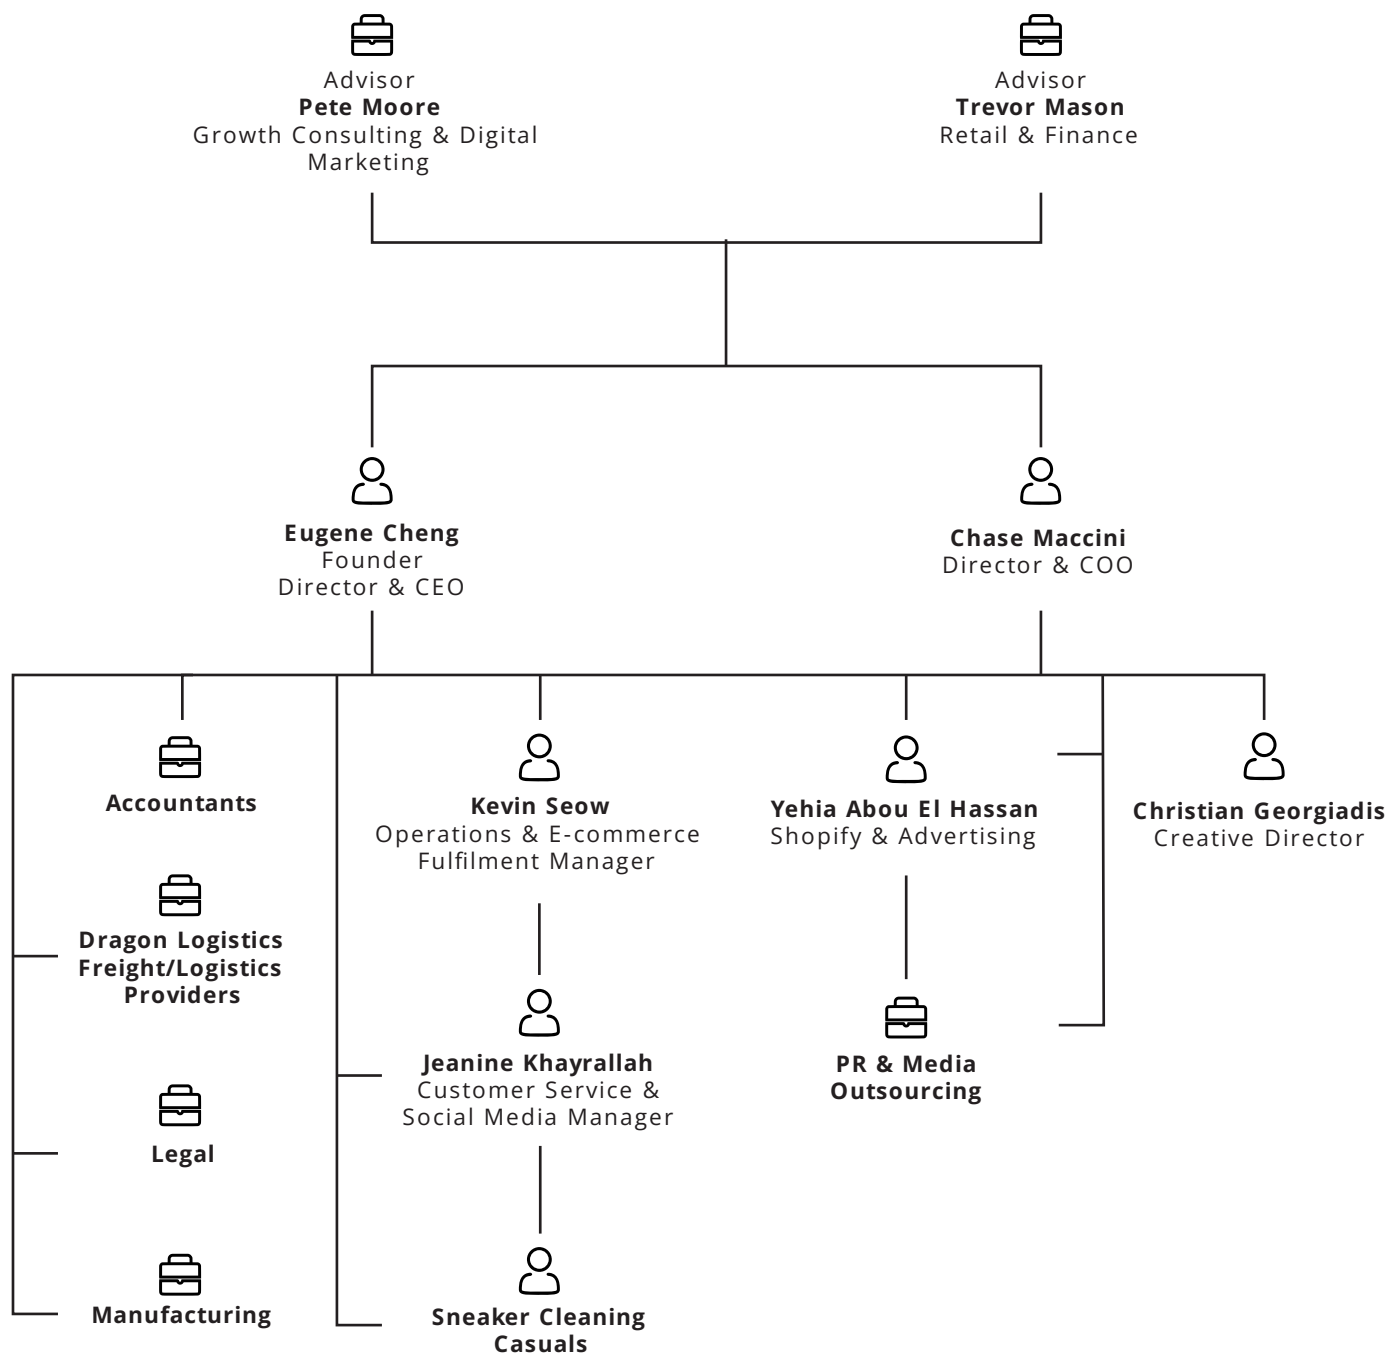 Advisor
Pete Moore
Growth Consulting & Digital
Marketing
Advisor
Trevor Mason
Retail & Finance
Eugene Cheng
Founder
Director & CEO
Chase Maccini
Director & COO
Accountants
Dragon Logistics
Freight/Logistics
Providers
Legal
Manufacturing
Kevin Seow
Operations & E-commerce
Fulfilment Manager
Jeanine Khayrallah
Customer Service &
Social Media Manager
Sneaker Cleaning
Casuals
Yehia Abou El Hassan
Shopify & Advertising
PR & Media
Outsourcing
Christian Georgiadis
Creative Director